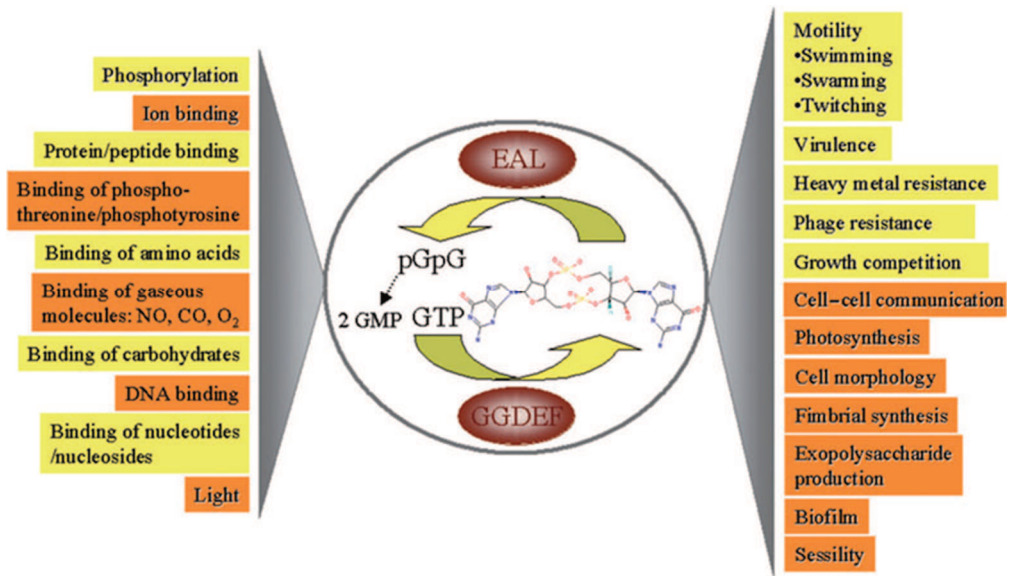 Phosphorylation
Ion binding
Protein/peptide binding
Binding of phospho-
threonine/phosphotyrosine
Binding of amino acids
Binding of gaseous
molecules: NO, CO, O₂
Binding of carbohydrates
DNA binding
Binding of nucleotides
/nucleosides
Light
EAL
pGpG
2 GMP
GTP
GGDEF
Motility
•Swimming
•Swarming
•Twitching
Virulence
Heavy metal resistance
Phage resistance
Growth competition
Cell–cell communication
Photosynthesis
Cell morphology
Fimbrial synthesis
Exopolysaccharide
production
Biofilm
Sessility